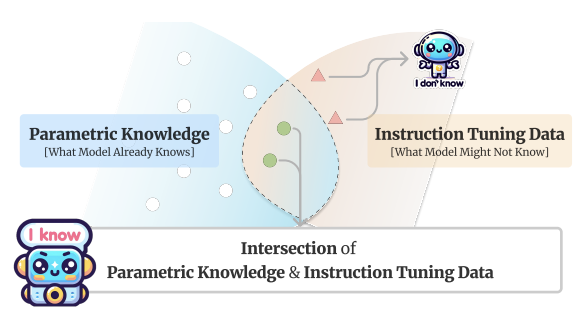 I don't know
Parametric Knowledge
[What Model Already Knows]
Instruction Tuning Data
[What Model Might Not Know]
I know
Intersection of
Parametric Knowledge & Instruction Tuning Data